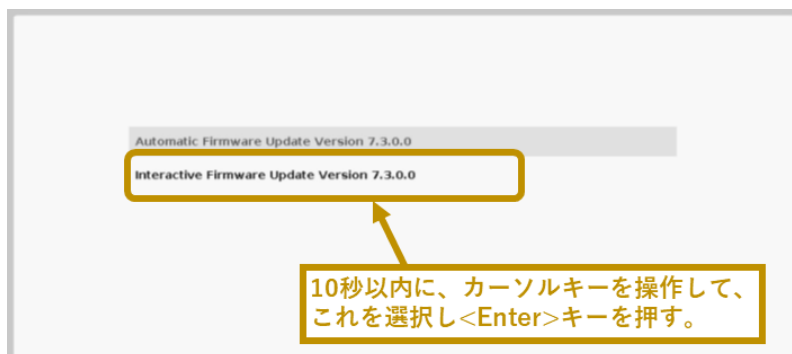 Automatic Firmware Update Version 7.3.0.0
Interactive Firmware Update Version 7.3.0.0
10秒以内に、カーソルキーを操作して、
これを選択し<Enter>キーを押す。